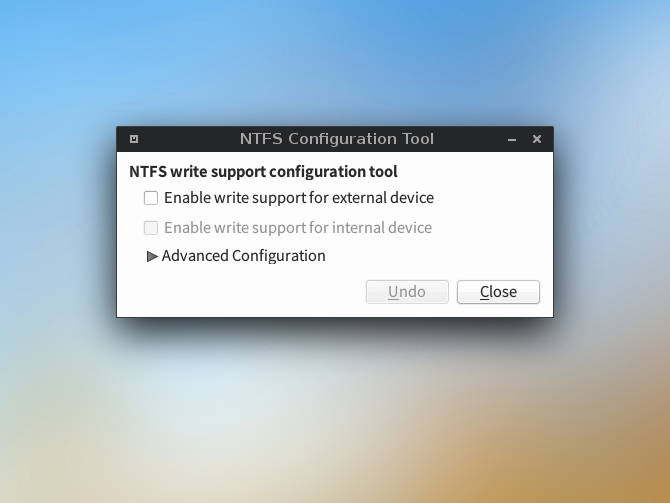 NTFS Configuration Tool
NTFS write support configuration tool
Enable write support for external device
Enable write support for internal device
Advanced Configuration
Undo Close